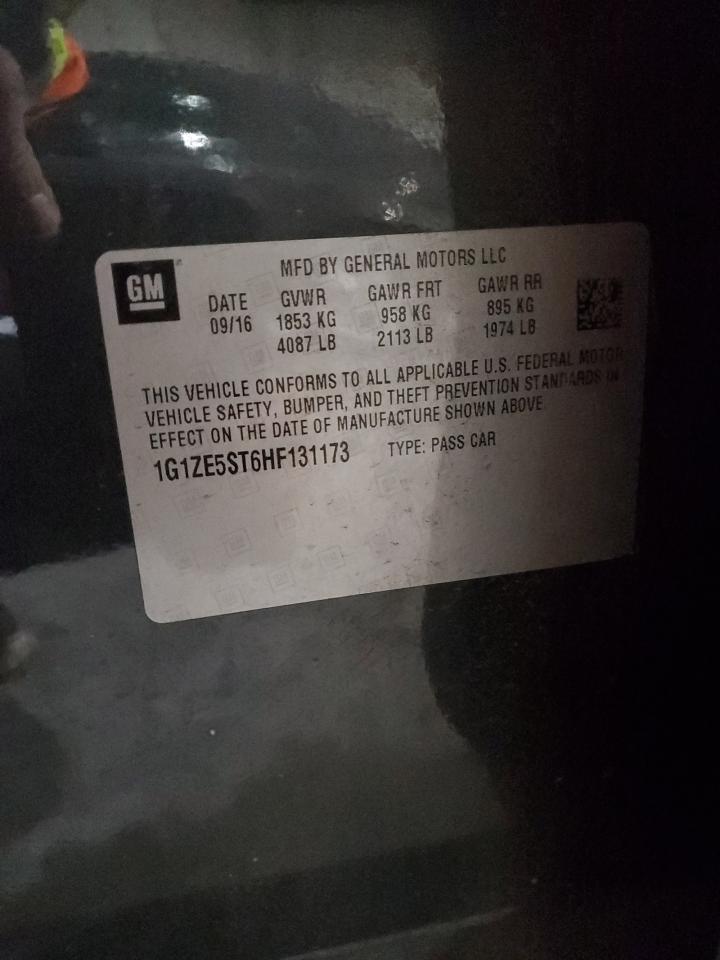 GM
MFD BY GENERAL MOTORS LLC
DATE GVWR GAWR FRT GAWR RR
09/16 1853 KG 958 KG 895 KG
4087 LB 2113 LB 1974 LB
THIS VEHICLE CONFORMS TO ALL APPLICABLE U.S. FEDERAL MOTOR
VEHICLE SAFETY, BUMPER, AND THEFT PREVENTION STANDARDS IN
EFFECT ON THE DATE OF MANUFACTURE SHOWN ABOVE
1G1ZE5ST6HF131173 TYPE: PASS CAR